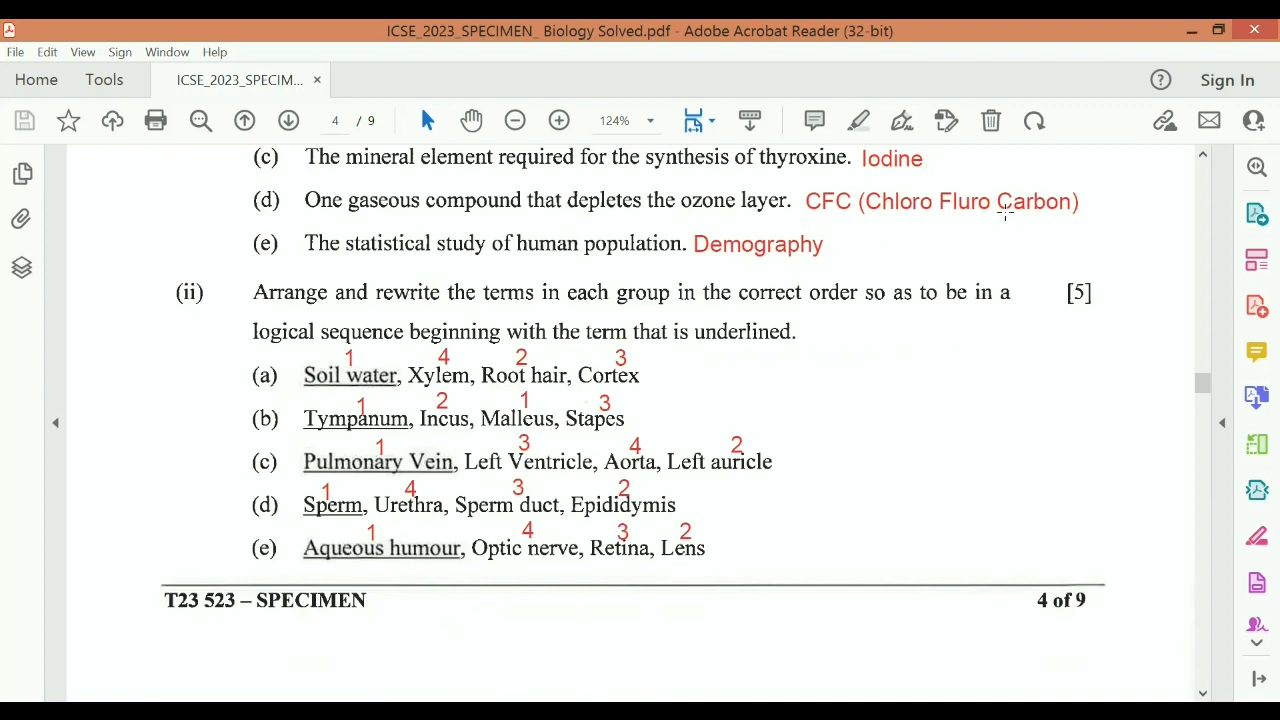 ICSE_2023_SPECIMEN_ Biology Solved.pdf - Adobe Acrobat Reader (32-bit)
File Edit View Sign Window Help
Home Tools ICSE_2023_SPECIM... × Sign In
4 / 9 124%
(c) The mineral element required for the synthesis of thyroxine. Iodine
(d) One gaseous compound that depletes the ozone layer. CFC (Chloro Fluro Carbon)
(e) The statistical study of human population. Demography
(ii) Arrange and rewrite the terms in each group in the correct order so as to be in a [5]
logical sequence beginning with the term that is underlined.
1 4 2 3
(a) Soil water, Xylem, Root hair, Cortex
1 2 1 3
(b) Tympanum, Incus, Malleus, Stapes
1 3 4 2
(c) Pulmonary Vein, Left Ventricle, Aorta, Left auricle
1 4 3 2
(d) Sperm, Urethra, Sperm duct, Epididymis
1 4 3 2
(e) Aqueous humour, Optic nerve, Retina, Lens
T23 523 – SPECIMEN 4 of 9